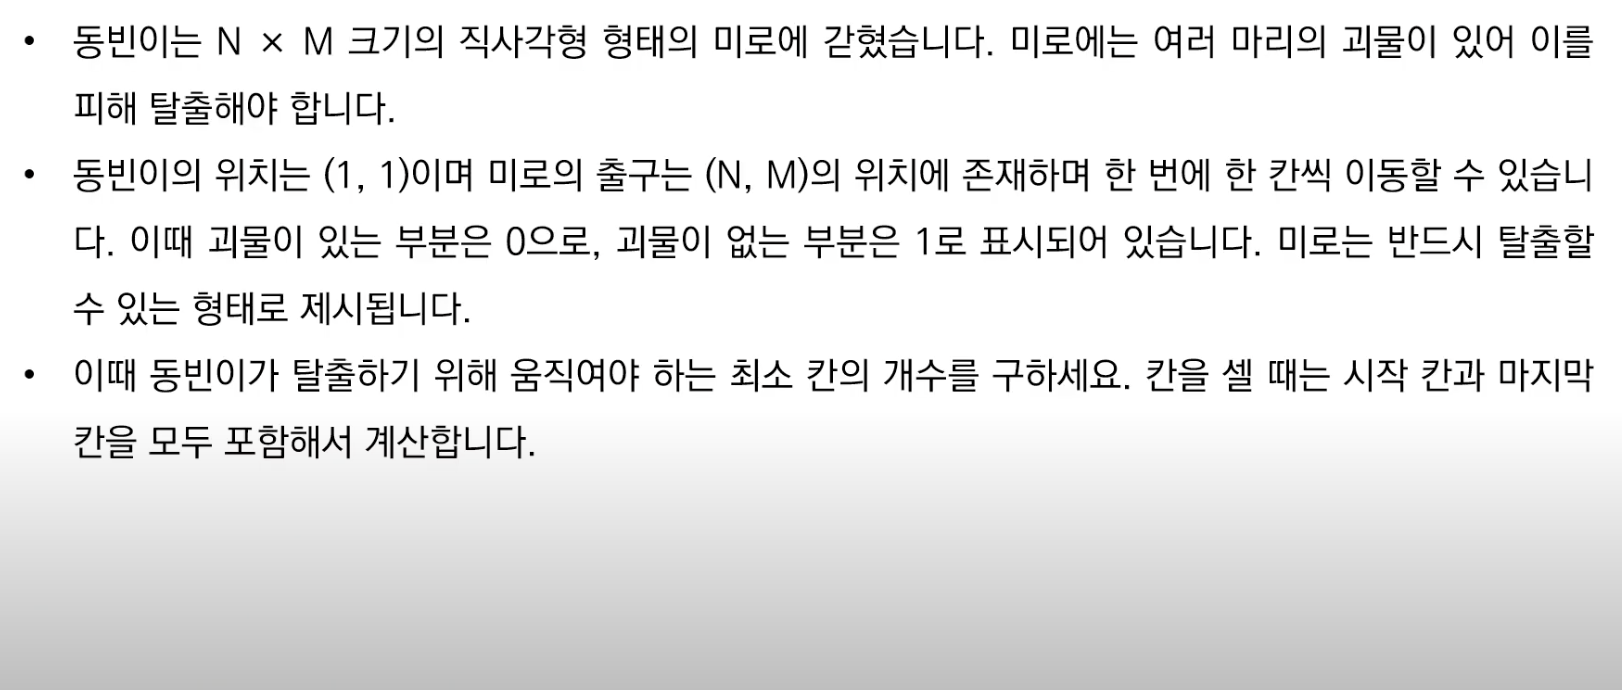 • 동빈이는 N × M 크기의 직사각형 형태의 미로에 갇혔습니다. 미로에는 여러 마리의 괴물이 있어 이를
피해 탈출해야 합니다.
• 동빈이의 위치는 (1, 1)이며 미로의 출구는 (N, M)의 위치에 존재하며 한 번에 한 칸씩 이동할 수 있습니
다. 이때 괴물이 있는 부분은 0으로, 괴물이 없는 부분은 1로 표시되어 있습니다. 미로는 반드시 탈출할
수 있는 형태로 제시됩니다.
• 이때 동빈이가 탈출하기 위해 움직여야 하는 최소 칸의 개수를 구하세요. 칸을 셀 때는 시작 칸과 마지막
칸을 모두 포함해서 계산합니다.